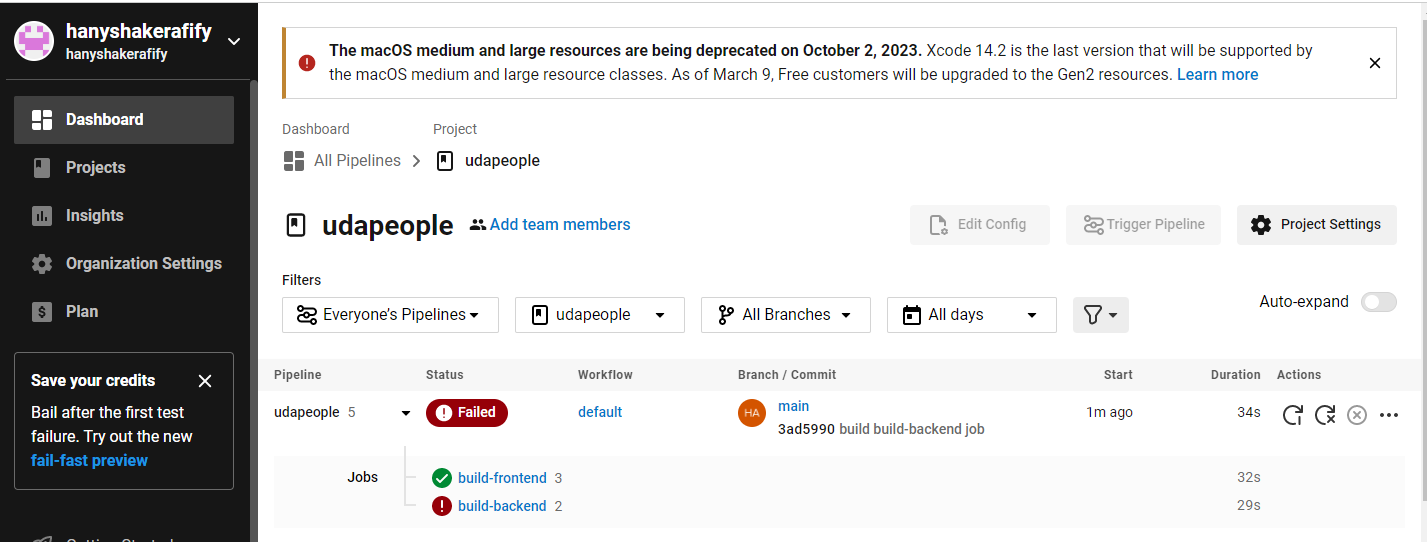 hanyshakerafify
hanyshakerafify
Dashboard
Projects
Insights
Organization Settings
Plan
Save your credits
Bail after the first test
failure. Try out the new
fail-fast preview
The macOS medium and large resources are being deprecated on October 2, 2023. Xcode 14.2 is the last version that will be supported by
the macOS medium and large resource classes. As of March 9, Free customers will be upgraded to the Gen2 resources. Learn more
Dashboard Project
All Pipelines udapeople
udapeople Add team members Edit Config Trigger Pipeline Project Settings
Filters
Everyone's Pipelines udapeople All Branches All days Auto-expand
Pipeline Status Workflow Branch / Commit Start Duration Actions
udapeople 5 Failed default HA main 1m ago 34s
3ad5990 build build-backend job
Jobs build-frontend 3 32s
build-backend 2 29s